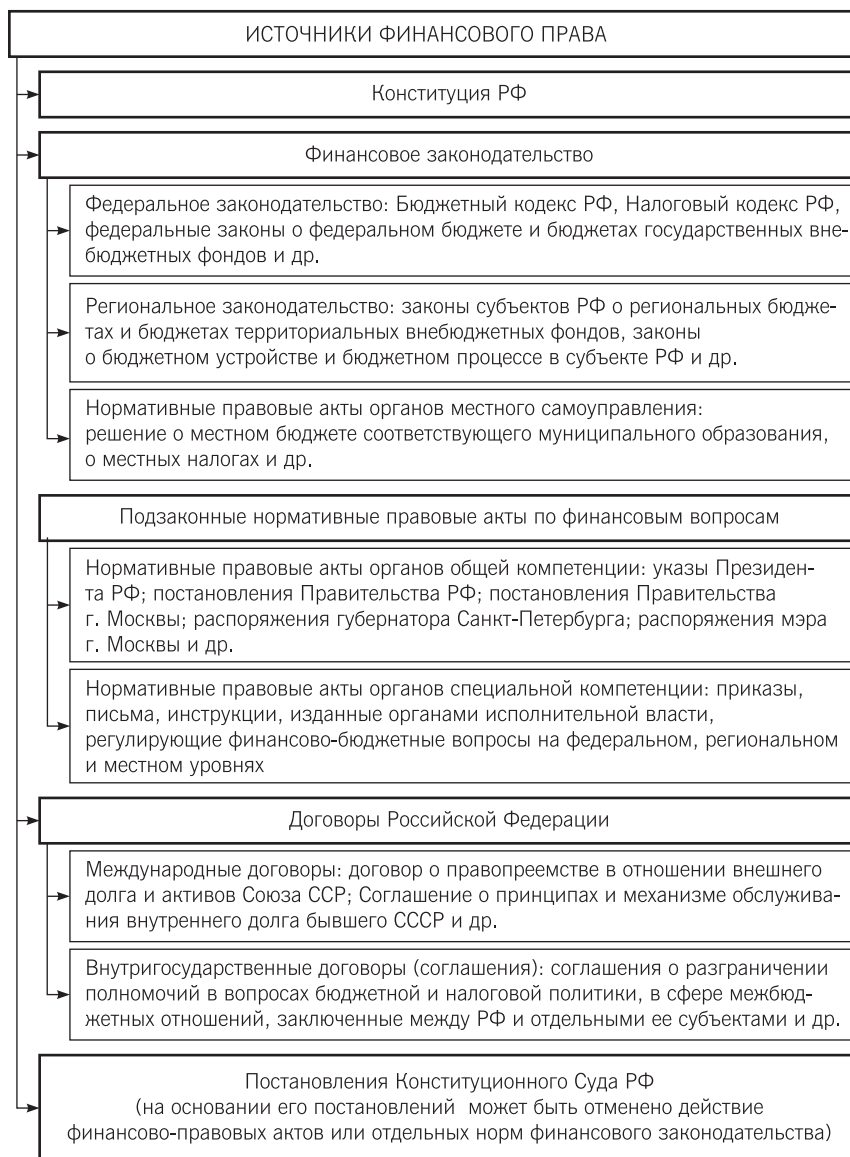 ИСТОЧНИКИ ФИНАНСОВОГО ПРАВА
Конституция РФ
Финансовое законодательство
Федеральное законодательство: Бюджетный кодекс РФ, Налоговый кодекс РФ,
федеральные законы о федеральном бюджете и бюджетах государственных вне-
бюджетных фондов и др.
Региональное законодательство: законы субъектов РФ о региональных бюдже-
тах и бюджетах территориальных внебюджетных фондов, законы
о бюджетном устройстве и бюджетном процессе в субъекте РФ и др.
Нормативные правовые акты органов местного самоуправления:
решение о местном бюджете соответствующего муниципального образования,
о местных налогах и др.
Подзаконные нормативные правовые акты по финансовым вопросам
Нормативные правовые акты органов общей компетенции: указы Президен-
та РФ; постановления Правительства РФ; постановления Правительства
г. Москвы; распоряжения губернатора Санкт-Петербурга; распоряжения мэра
г. Москвы и др.
Нормативные правовые акты органов специальной компетенции: приказы,
письма, инструкции, изданные органами исполнительной власти,
регулирующие финансово-бюджетные вопросы на федеральном, региональном
и местном уровнях
Договоры Российской Федерации
Международные договоры: договор о правопреемстве в отношении внешнего
долга и активов Союза ССР; Соглашение о принципах и механизме обслужива-
ния внутреннего долга бывшего СССР и др.
Внутригосударственные договоры (соглашения): соглашения о разграничении
полномочий в вопросах бюджетной и налоговой политики, в сфере межбюд-
жетных отношений, заключенные между РФ и отдельными ее субъектами и др.
Постановления Конституционного Суда РФ
(на основании его постановлений может быть отменено действие
финансово-правовых актов или отдельных норм финансового законодательства)